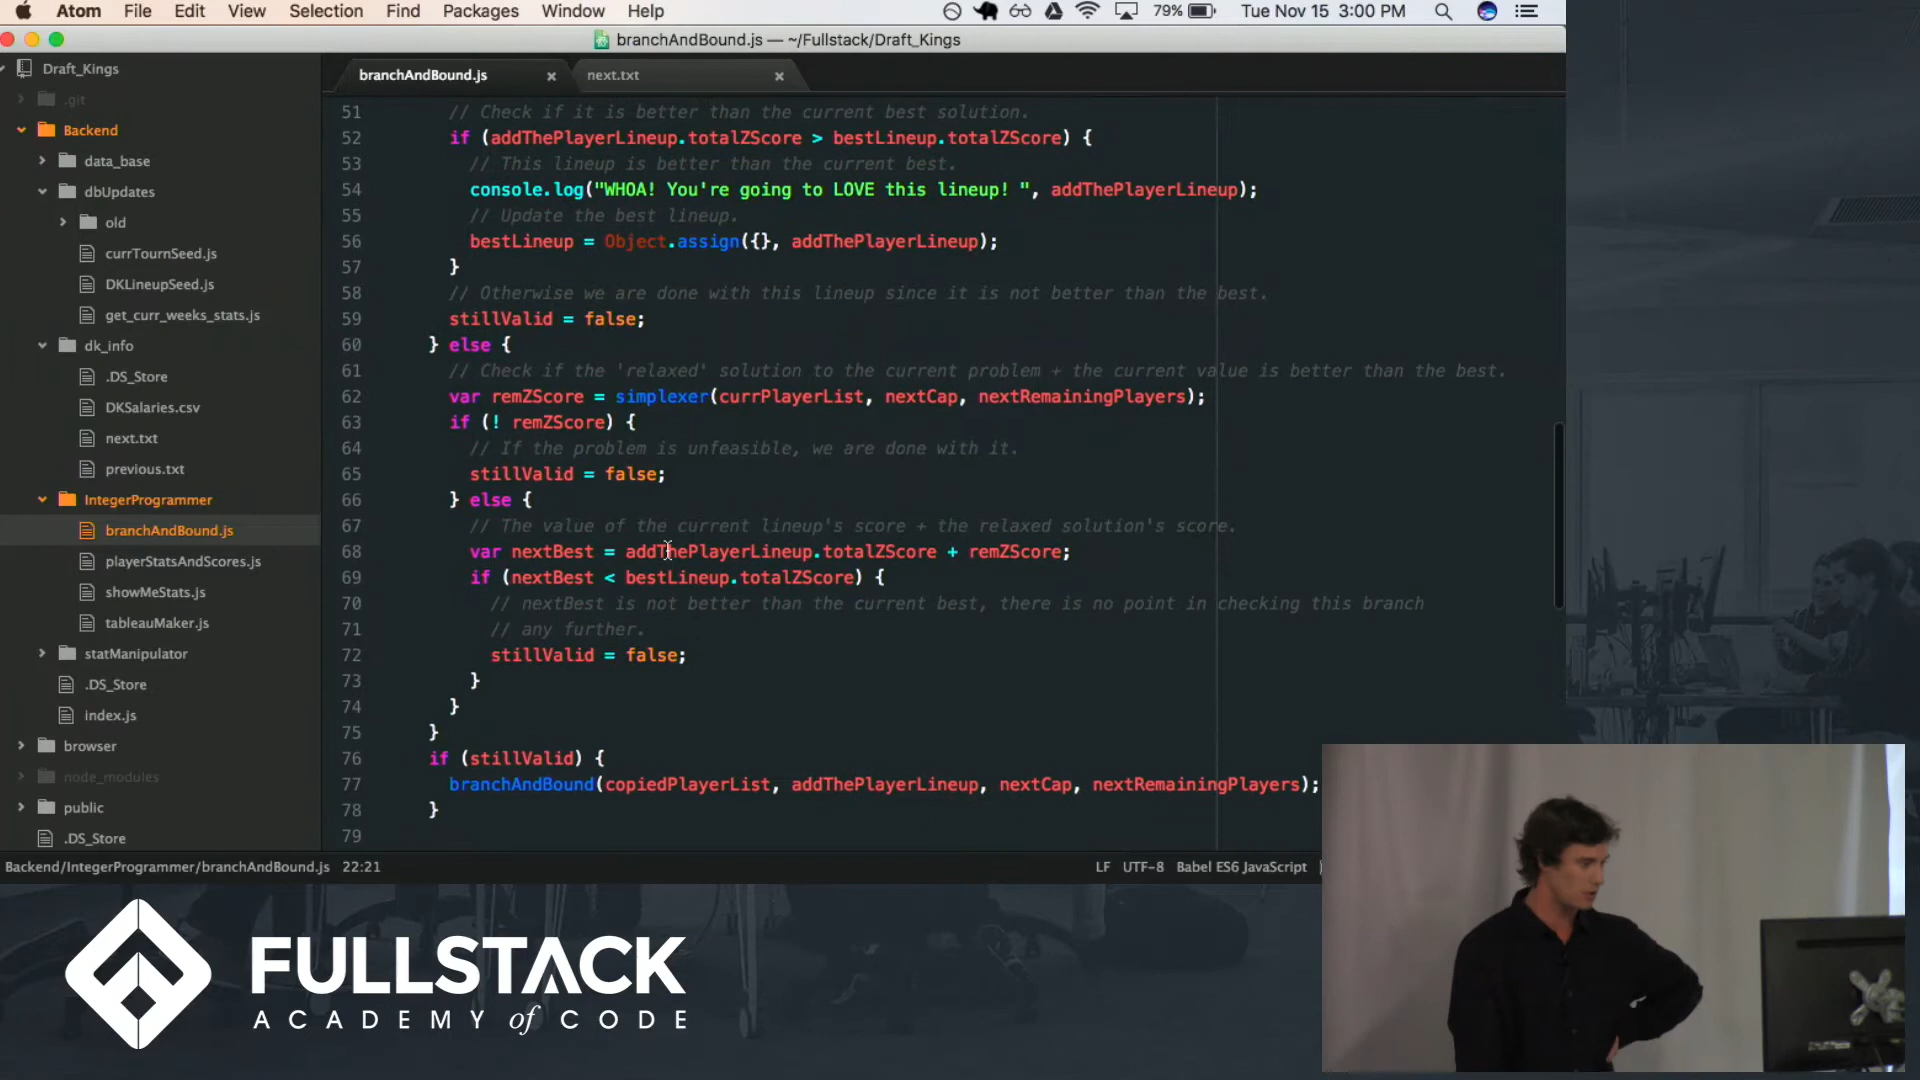 Atom File Edit View Selection Find Packages Window Help 79% Tue Nov 15 3:00 PM
branchAndBound.js — ~/Fullstack/Draft_Kings
Draft_Kings
.git
Backend
data_base
dbUpdates
old
currTournSeed.js
DKLineupSeed.js
get_curr_weeks_stats.js
dk_info
.DS_Store
DKSalaries.csv
next.txt
previous.txt
IntegerProgrammer
branchAndBound.js
playerStatsAndScores.js
showMeStats.js
tableauMaker.js
statManipulator
.DS_Store
index.js
browser
node_modules
public
.DS_Store
branchAndBound.js next.txt
51 // Check if it is better than the current best solution.
52 if (addThePlayerLineup.totalZScore > bestLineup.totalZScore) {
53 // This lineup is better than the current best.
54 console.log("WHOA! You're going to LOVE this lineup! ", addThePlayerLineup);
55 // Update the best lineup.
56 bestLineup = Object.assign({}, addThePlayerLineup);
57 }
58 // Otherwise we are done with this lineup since it is not better than the best.
59 stillValid = false;
60 } else {
61 // Check if the 'relaxed' solution to the current problem + the current value is better than the best.
62 var remZScore = simplexer(currPlayerList, nextCap, nextRemainingPlayers);
63 if (! remZScore) {
64 // If the problem is unfeasible, we are done with it.
65 stillValid = false;
66 } else {
67 // The value of the current lineup's score + the relaxed solution's score.
68 var nextBest = addThePlayerLineup.totalZScore + remZScore;
69 if (nextBest < bestLineup.totalZScore) {
70 // nextBest is not better than the current best, there is no point in checking this branch
71 // any further.
72 stillValid = false;
73 }
74 }
75 }
76 if (stillValid) {
77 branchAndBound(copiedPlayerList, addThePlayerLineup, nextCap, nextRemainingPlayers);
78 }
79
Backend/IntegerProgrammer/branchAndBound.js 22:21 LF UTF-8 Babel ES6 JavaScript
FULLSTACK
ACADEMY of CODE